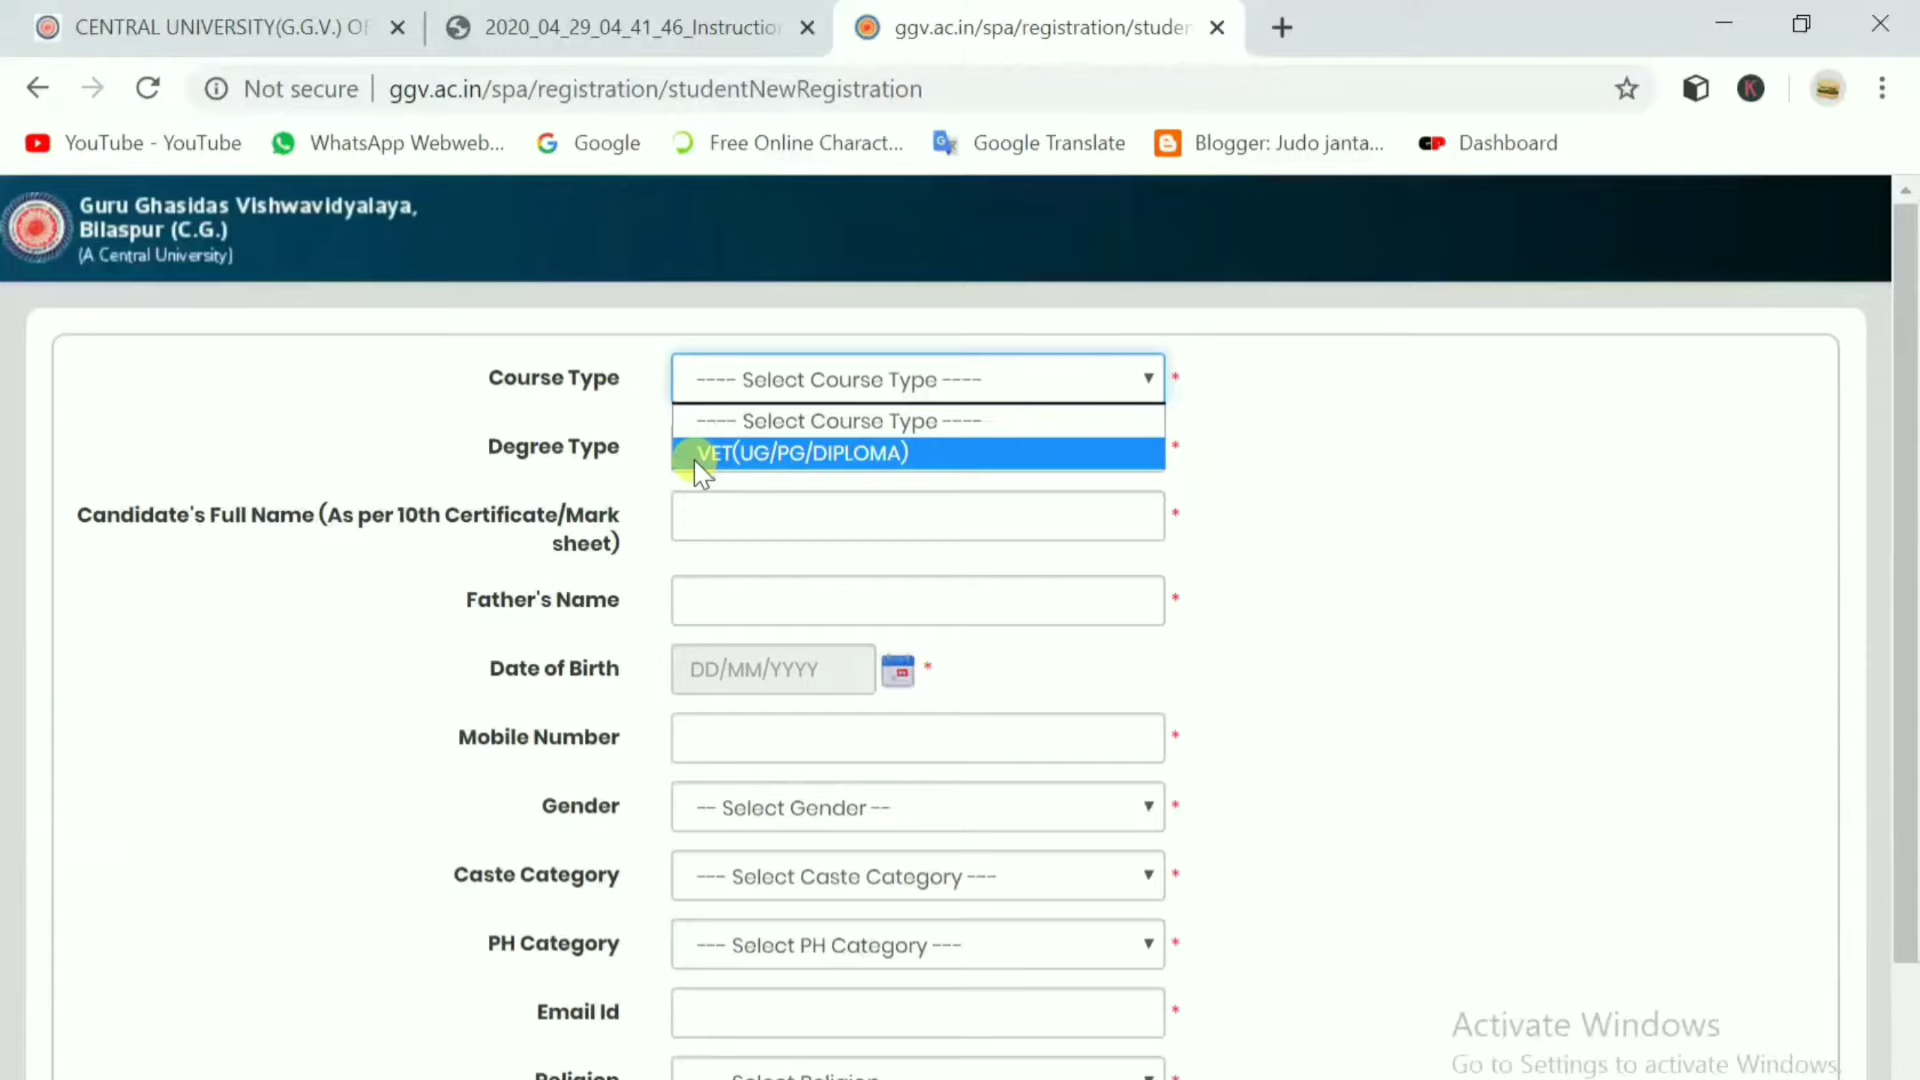 CENTRAL UNIVERSITY(G.G.V.) OF
2020_04_29_04_41_46_Instruction
ggv.ac.in/spa/registration/studen
Not secure
ggv.ac.in/spa/registration/studentNewRegistration
K
YouTube - YouTube
WhatsApp Webweb...
Google
Free Online Charact...
Google Translate
Blogger: Judo janta...
CP Dashboard
Guru Ghasidas Vishwavidyalaya,
Bilaspur (C.G.)
(A Central University)
Course Type
---- Select Course Type ---- *
---- Select Course Type ----
Degree Type
VET(UG/PG/DIPLOMA) *
Candidate's Full Name (As per 10th Certificate/Mark
sheet) *
Father's Name *
Date of Birth
DD/MM/YYYY *
Mobile Number *
Gender
-- Select Gender -- *
Caste Category
--- Select Caste Category --- *
PH Category
--- Select PH Category --- *
Email Id *
Religion
Select Religion *
Activate Windows
Go to Settings to activate Windows.